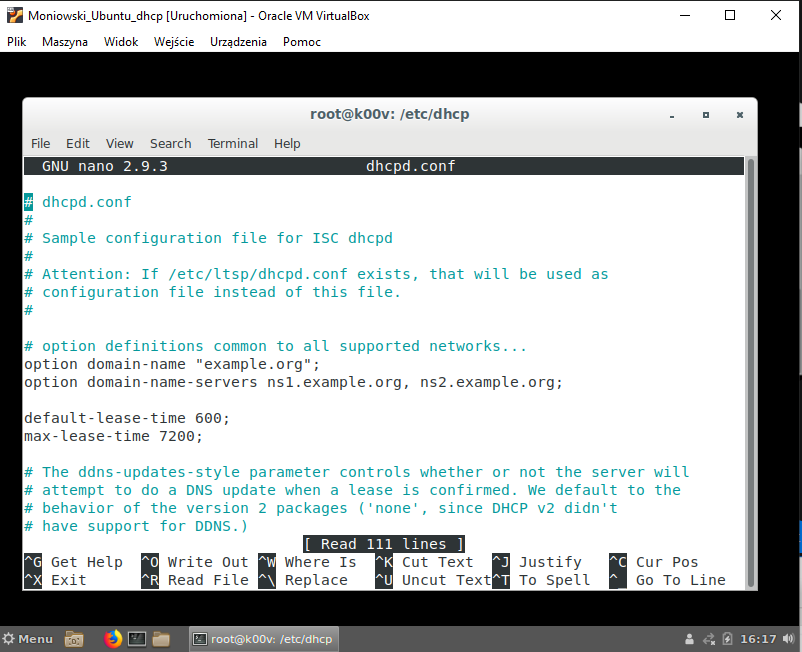 Moniowski_Ubuntu_dhcp [Uruchomiona] - Oracle VM VirtualBox
Plik Maszyna Widok Wejście Urządzenia Pomoc
root@k00v: /etc/dhcp
File Edit View Search Terminal Help
GNU nano 2.9.3 dhcpd.conf
# dhcpd.conf
#
# Sample configuration file for ISC dhcpd
#
# Attention: If /etc/ltsp/dhcpd.conf exists, that will be used as
# configuration file instead of this file.
#
# option definitions common to all supported networks...
option domain-name "example.org";
option domain-name-servers ns1.example.org, ns2.example.org;
default-lease-time 600;
max-lease-time 7200;
# The ddns-updates-style parameter controls whether or not the server will
# attempt to do a DNS update when a lease is confirmed. We default to the
# behavior of the version 2 packages ('none', since DHCP v2 didn't
# have support for DDNS.)
[ Read 111 lines ]
^G Get Help ^O Write Out ^W Where Is ^K Cut Text ^J Justify ^C Cur Pos
^X Exit ^R Read File ^\ Replace ^U Uncut Text ^T To Spell ^_ Go To Line
Menu root@k00v: /etc/dhcp 16:17